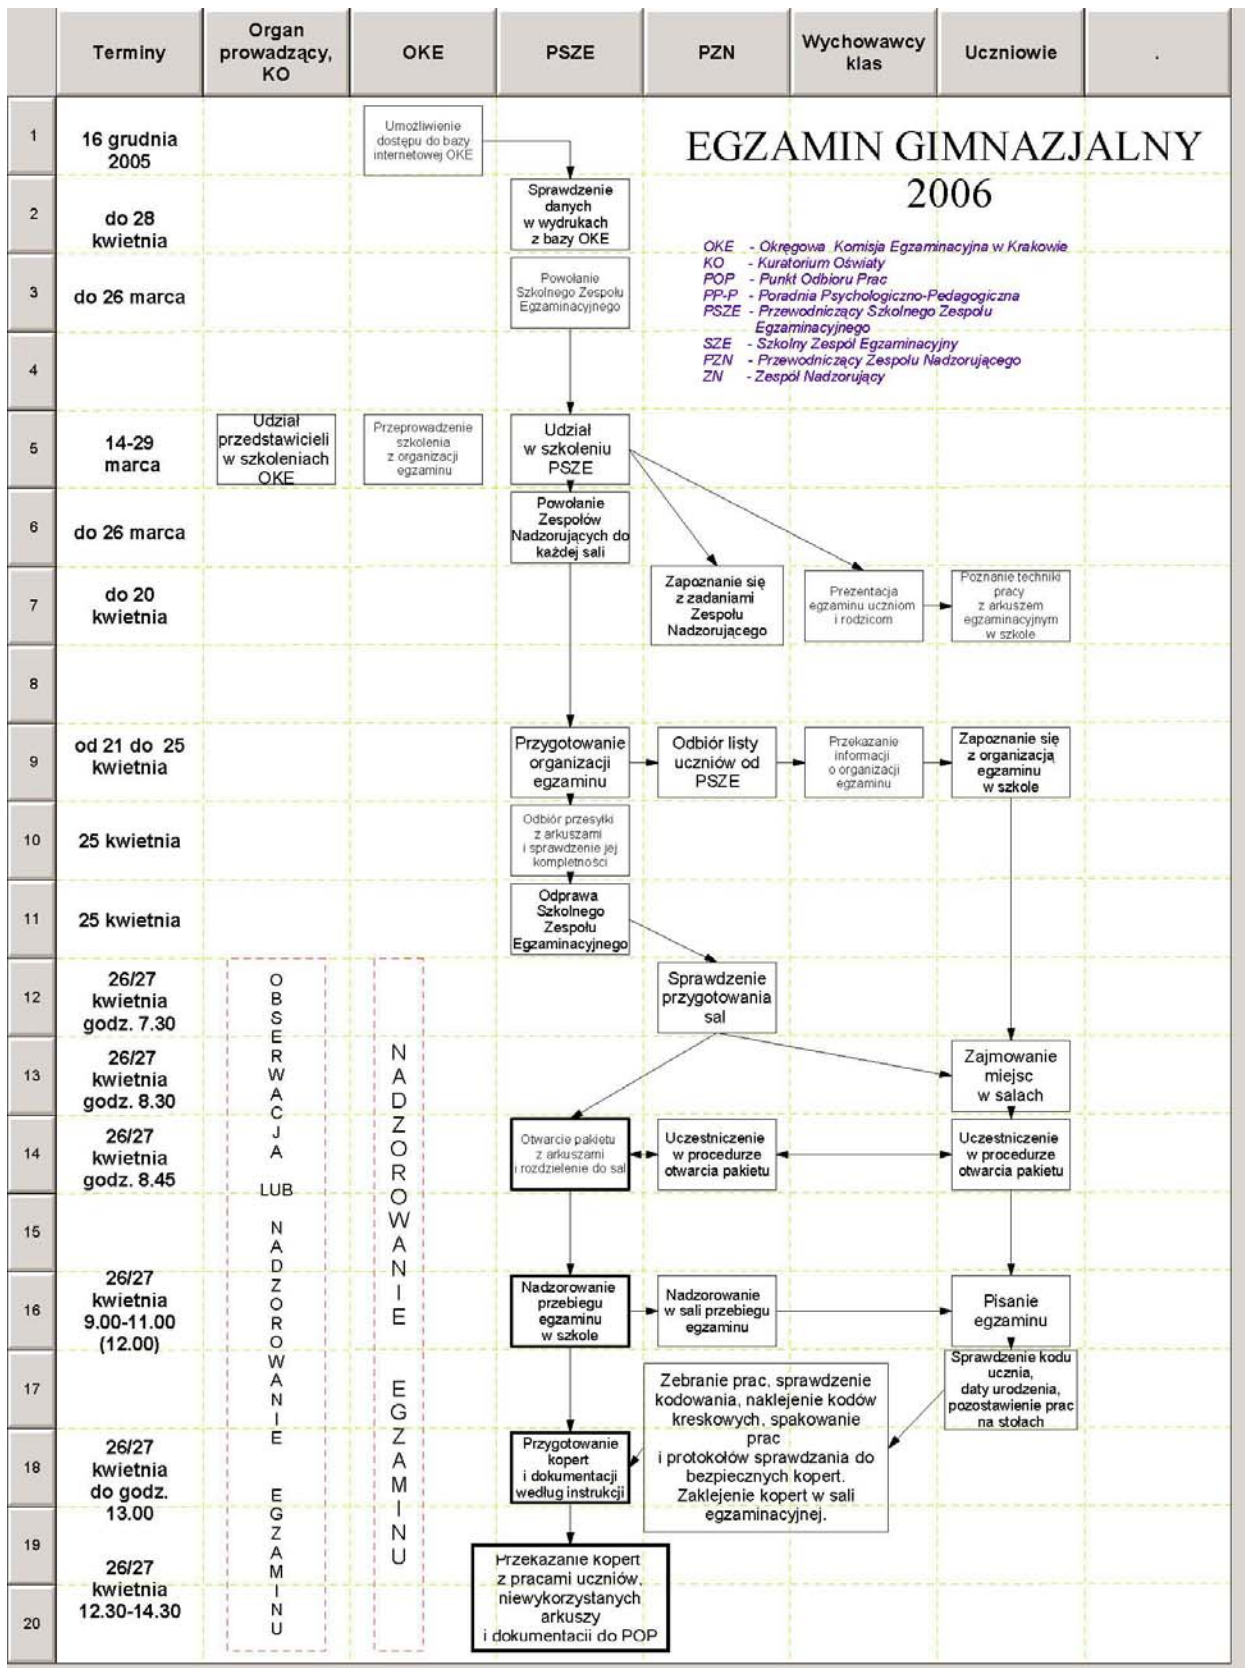 Terminy
Organ
prowadzący,
KO
OKE
PSZE
PZN
Wychowawcy
klas
Uczniowie
.
EGZAMIN GIMNAZJALNY
2006
OKE - Okręgowa Komisja Egzaminacyjna w Krakowie
KO - Kuratorium Oświaty
POP - Punkt Odbioru Prac
PP-P - Poradnia Psychologiczno-Pedagogiczna
PSZE - Przewodniczący Szkolnego Zespołu
Egzaminacyjnego
SZE - Szkolny Zespół Egzaminacyjny
PZN - Przewodniczący Zespołu Nadzorującego
ZN - Zespół Nadzorujący
1
16 grudnia
2005
Umożliwienie
dostępu do bazy
internetowej OKE
2
do 28
kwietnia
Sprawdzenie
danych
w wydrukach
z bazy OKE
3
do 26 marca
Powołanie
Szkolnego Zespołu
Egzaminacyjnego
4
5
14-29
marca
Udział
przedstawicieli
w szkoleniach
OKE
Przeprowadzenie
szkolenia
z organizacji
egzaminu
Udział
w szkoleniu
PSZE
6
do 26 marca
Powołanie
Zespołów
Nadzorujących do
każdej sali
7
do 20
kwietnia
Zapoznanie się
z zadaniami
Zespołu
Nadzorującego
Prezentacja
egzaminu uczniom
i rodzicom
Poznanie techniki
pracy
z arkuszem
egzaminacyjnym
w szkole
8
9
od 21 do 25
kwietnia
Przygotowanie
organizacji
egzaminu
Odbiór listy
uczniów od
PSZE
Przekazanie
informacji
o organizacji
egzaminu
Zapoznanie się
z organizacją
egzaminu
w szkole
10
25 kwietnia
Odbiór przesyłki
z arkuszami
i sprawdzenie jej
kompletności
11
25 kwietnia
Odprawa
Szkolnego
Zespołu
Egzaminacyjnego
OBSERWACJA LUB NADZOROWANIE EGZAMINU
NADZOROWANIE EGZAMINU
12
26/27
kwietnia
godz. 7.30
Sprawdzenie
przygotowania
sal
13
26/27
kwietnia
godz. 8.30
Zajmowanie
miejsc
w salach
14
26/27
kwietnia
godz. 8.45
Otwarcie pakietu
z arkuszami
i rozdzielenie do sal
Uczestniczenie
w procedurze
otwarcia pakietu
Uczestniczenie
w procedurze
otwarcia pakietu
15
16
26/27
kwietnia
9.00-11.00
(12.00)
Nadzorowanie
przebiegu
egzaminu
w szkole
Nadzorowanie
w sali przebiegu
egzaminu
Pisanie
egzaminu
17
Sprawdzenie kodu
ucznia,
daty urodzenia,
pozostawienie prac
na stołach
Zebranie prac, sprawdzenie
kodowania, naklejenie kodów
kreskowych, spakowanie
prac
i protokołów sprawdzania do
bezpiecznych kopert.
Zaklejenie kopert w sali
egzaminacyjnej.
18
26/27
kwietnia
do godz.
13.00
Przygotowanie
kopert
i dokumentacji
według instrukcji
19
26/27
kwietnia
12.30-14.30
Przekazanie kopert
z pracami uczniów,
niewykorzystanych
arkuszy
i dokumentacji do POP
20